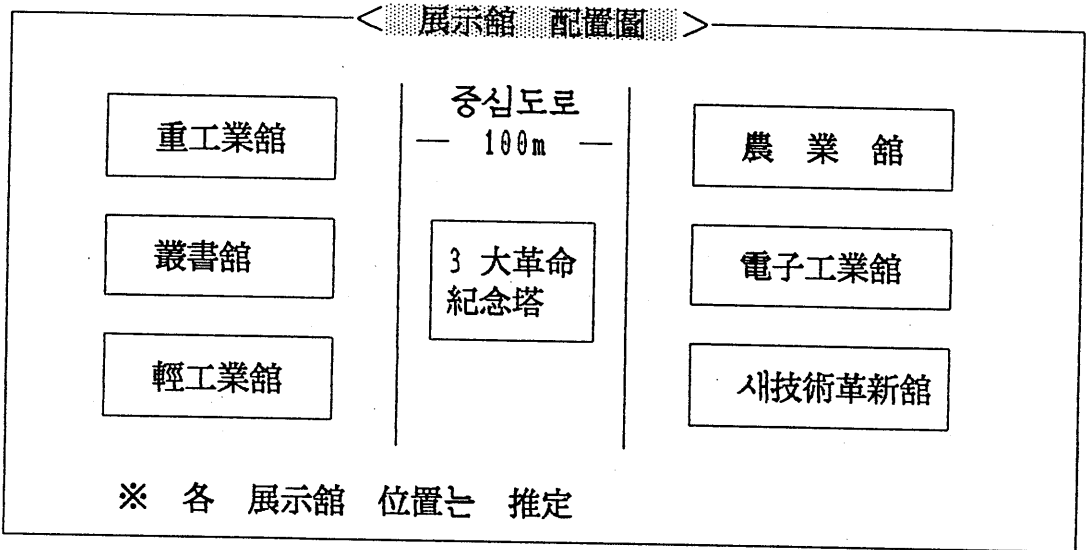 < 展示舘 配置圖 >
중심도로
— 100m —
重工業舘
農 業 舘
叢書舘
3 大革命
紀念塔
電子工業舘
輕工業舘
새技術革新舘
※ 各 展示舘 位置는 推定